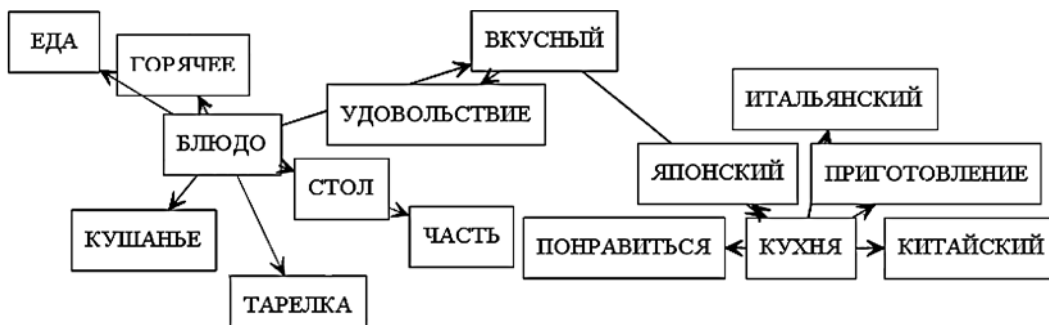 ЕДА
ГОРЯЧЕЕ
ВКУСНЫЙ
УДОВОЛЬСТВИЕ
БЛЮДО
ИТАЛЬЯНСКИЙ
СТОЛ
ЯПОНСКИЙ
ПРИГОТОВЛЕНИЕ
КУШАНЬЕ
ЧАСТЬ
ПОНРАВИТЬСЯ
КУХНЯ
КИТАЙСКИЙ
ТАРЕЛКА